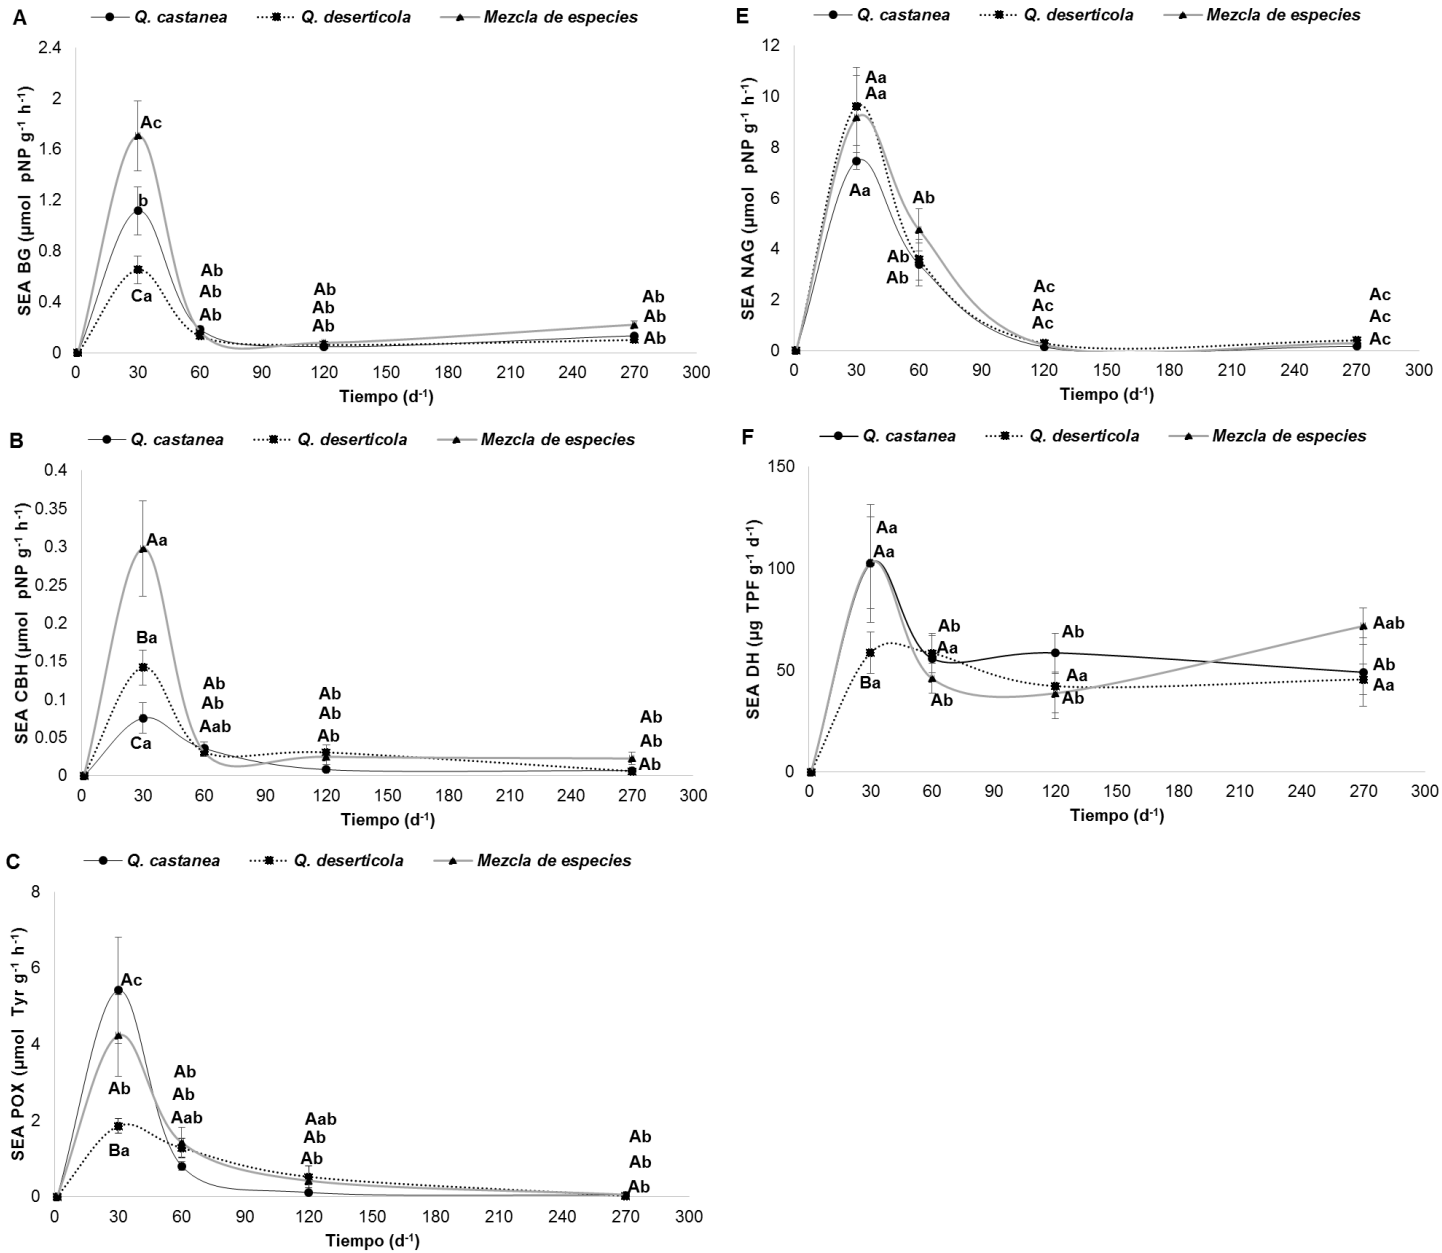 A
Q. castanea Q. deserticola Mezcla de especies
SEA BG (µmol pNP g⁻¹ h⁻¹)
2.4
2
1.6
1.2
0.8
0.4
0
Ac
b
Ca
Ab
Ab
Ab
Ab
Ab
Ab
Ab
Ab
Ab
0 30 60 90 120 150 180 210 240 270 300
Tiempo (d⁻¹)
B
Q. castanea Q. deserticola Mezcla de especies
SEA CBH (µmol pNP g⁻¹ h⁻¹)
0.4
0.35
0.3
0.25
0.2
0.15
0.1
0.05
0
Aa
Ba
Ca
Ab
Ab
Aab
Ab
Ab
Ab
Ab
Ab
Ab
0 30 60 90 120 150 180 210 240 270 300
Tiempo (d⁻¹)
C
Q. castanea Q. deserticola Mezcla de especies
SEA POX (µmol Tyr g⁻¹ h⁻¹)
8
6
4
2
0
Ac
Ab
Ba
Ab
Ab
Aab
Aab
Ab
Ab
Ab
Ab
Ab
0 30 60 90 120 150 180 210 240 270 300
Tiempo (d⁻¹)
E
Q. castanea Q. deserticola Mezcla de especies
SEA NAG (µmol pNP g⁻¹ h⁻¹)
12
10
8
6
4
2
0
Aa
Aa
Aa
Ab
Ab
Ab
Ac
Ac
Ac
Ac
Ac
Ac
0 30 60 90 120 150 180 210 240 270 300
Tiempo (d⁻¹)
F
Q. castanea Q. deserticola Mezcla de especies
SEA DH (µg TPF g⁻¹ d⁻¹)
150
100
50
0
Aa
Aa
Ba
Ab
Aa
Ab
Ab
Aa
Ab
Aab
Ab
Aa
0 30 60 90 120 150 180 210 240 270 300
Tiempo (d⁻¹)